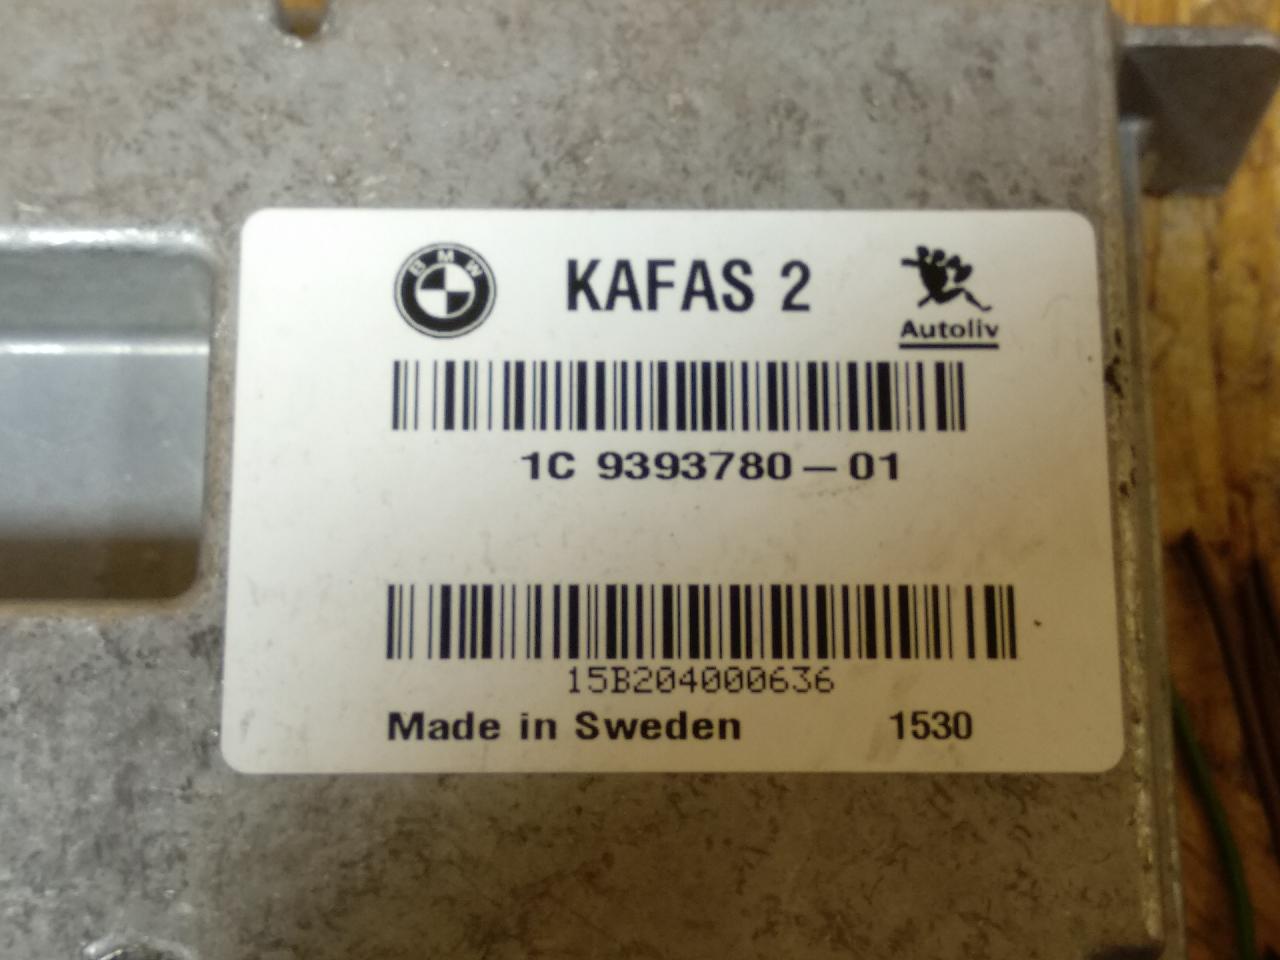 BMW KAFAS 2 Autoliv
1C 9393780-01
15B204000636
Made in Sweden 1530